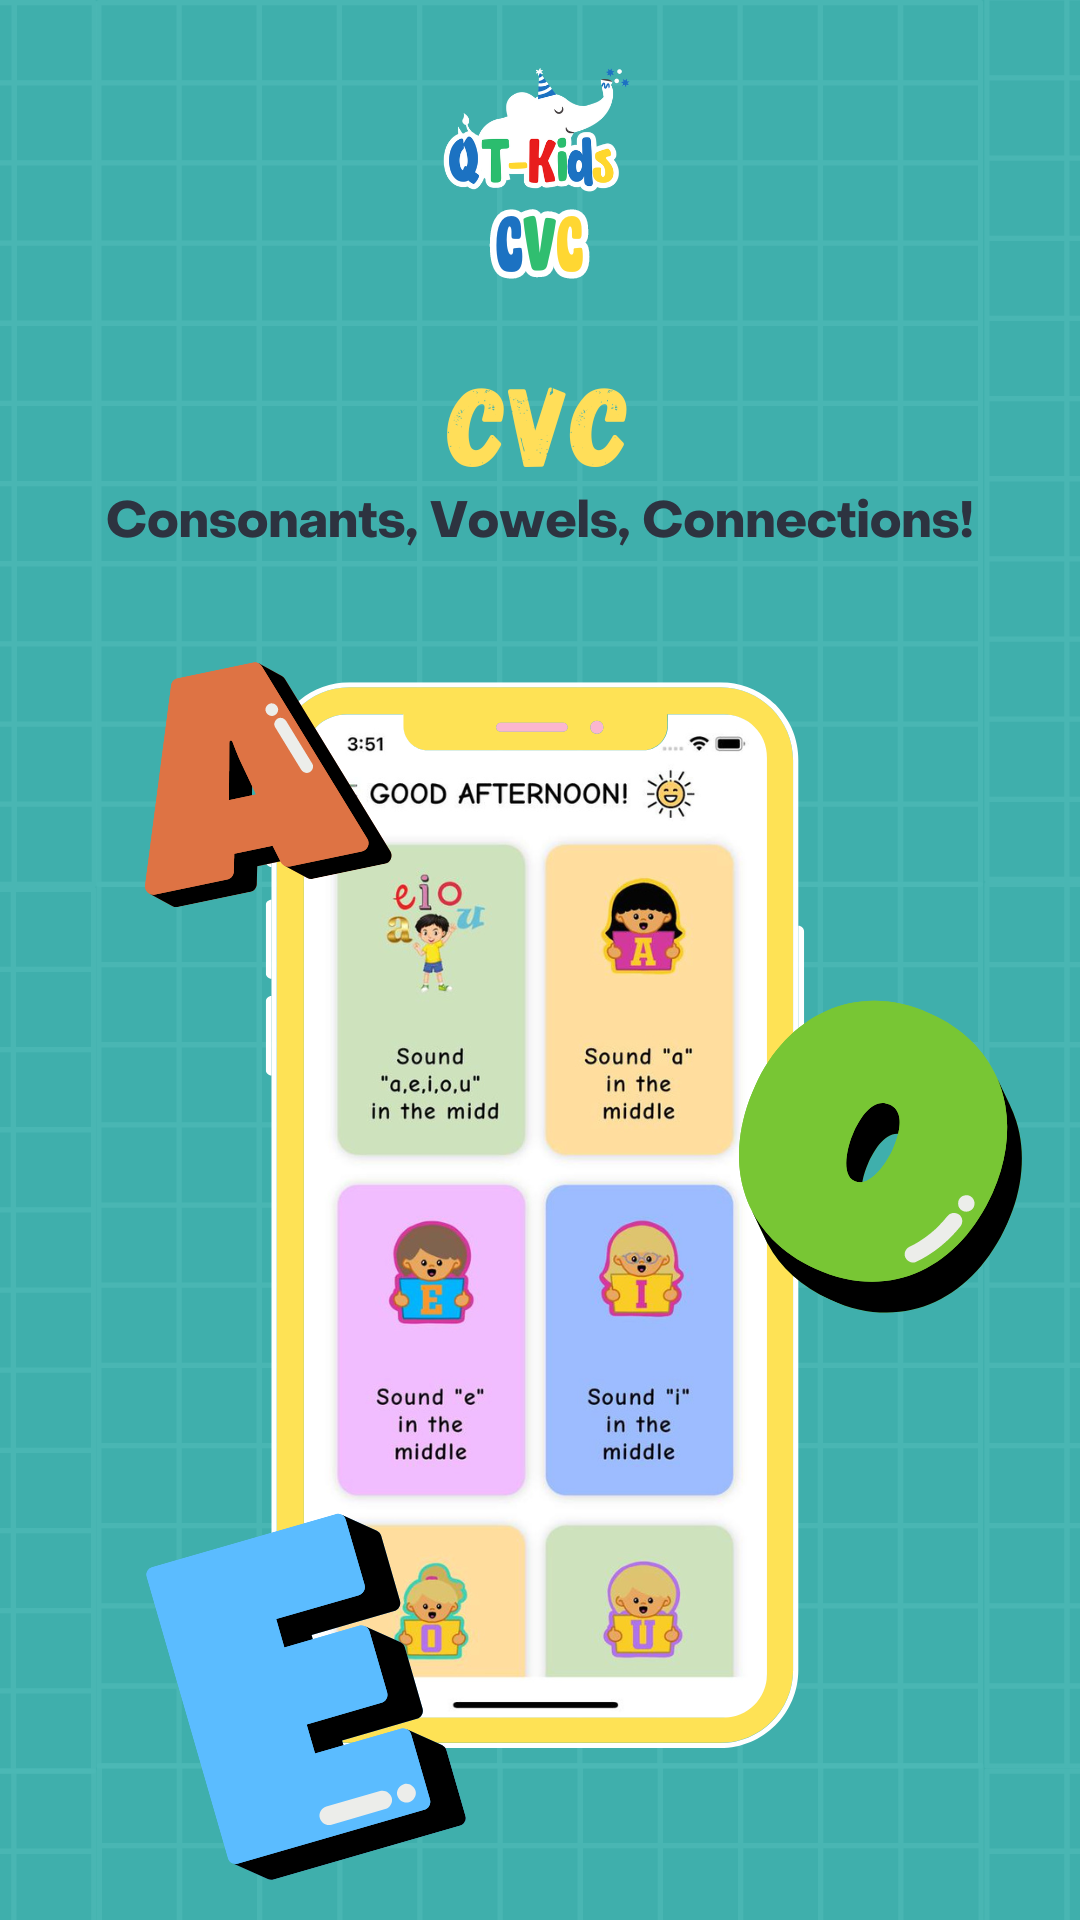 QT-Kids
CVC
CVC
Consonants, Vowels, Connections!
A
3:51
GOOD AFTERNOON!
e i o
a u
A
Sound
"a,e,i,o,u"
in the midd
Sound "a"
in the
middle
O
E
I
Sound "e"
in the
middle
Sound "i"
in the
middle
E
O
U